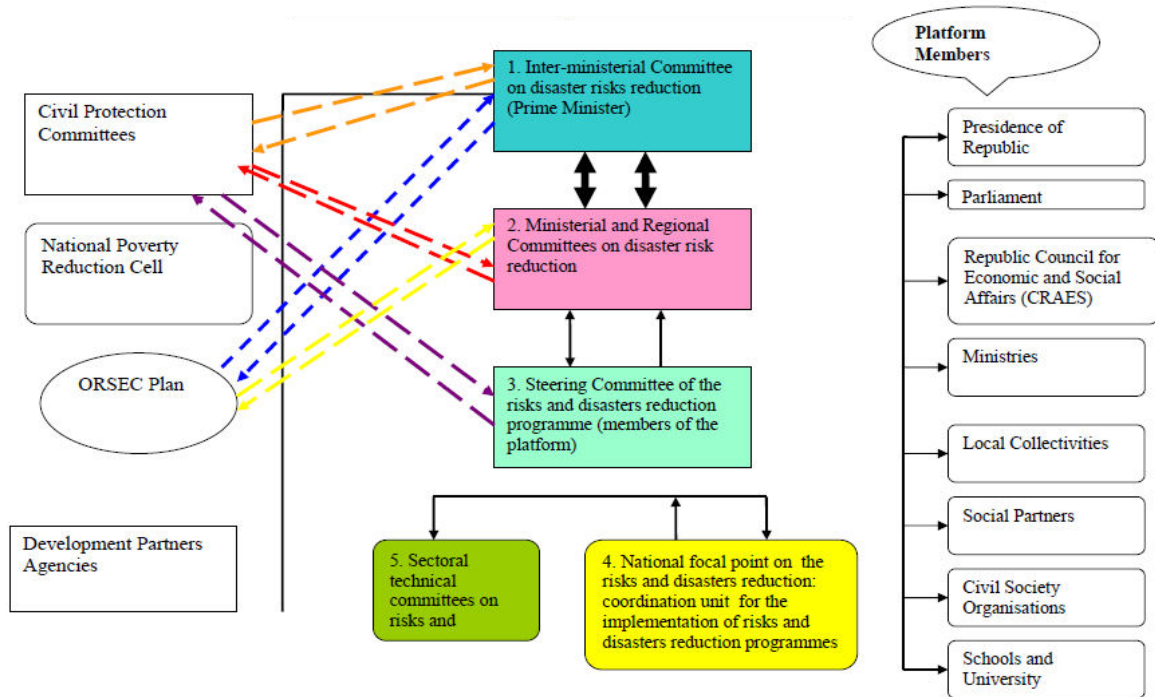 Civil Protection
Committees
National Poverty
Reduction Cell
ORSEC Plan
Development Partners
Agencies
1. Inter-ministerial Committee
on disaster risks reduction
(Prime Minister)
2. Ministerial and Regional
Committees on disaster risk
reduction
3. Steering Committee of the
risks and disasters reduction
programme (members of the
platform)
5. Sectoral
technical
committees on
risks and
4. National focal point on the
risks and disasters reduction:
coordination unit for the
implementation of risks and
disasters reduction programmes
Platform
Members
Presidence of
Republic
Parliament
Republic Council for
Economic and Social
Affairs (CRAES)
Ministries
Local Collectivities
Social Partners
Civil Society
Organisations
Schools and
University